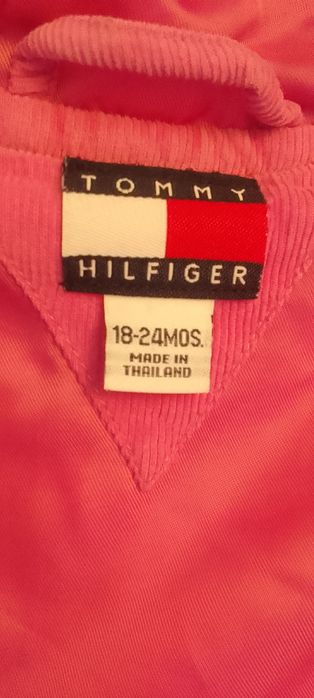 TOMMY
HILFIGER
18-24MOS.
MADE IN
THAILAND